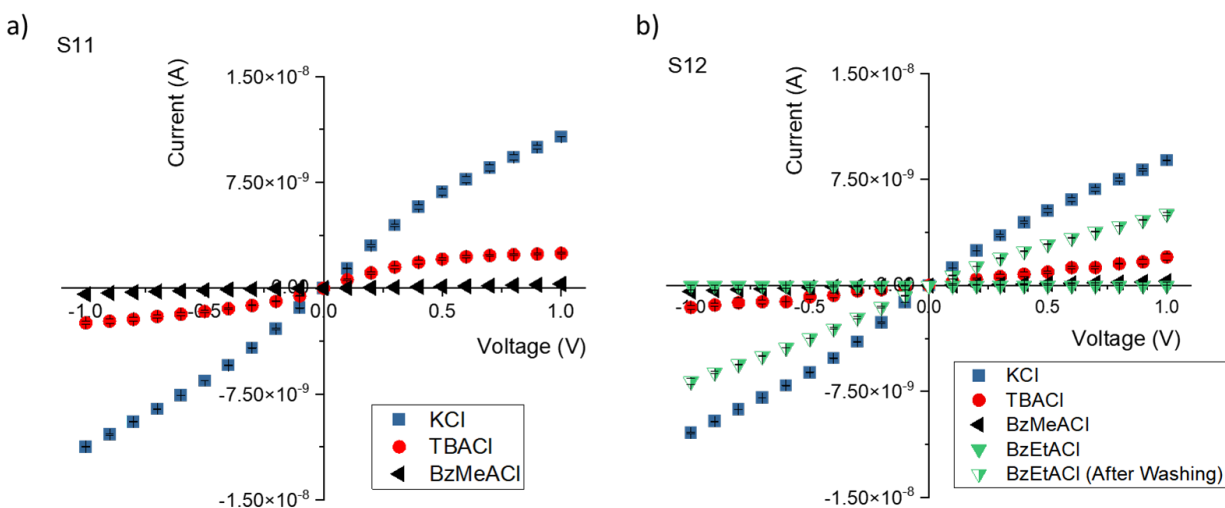 a)
S11
Current (A)
1.50×10⁻⁸
7.50×10⁻⁹
0.00
-1.0
-0.5
0.0
0.5
1.0
Voltage (V)
-7.50×10⁻⁹
-1.50×10⁻⁸
KCl
TBACl
BzMeACl
b)
S12
Current (A)
1.50×10⁻⁸
7.50×10⁻⁹
0.00
-1.0
-0.5
0.0
0.5
1.0
Voltage (V)
-7.50×10⁻⁹
-1.50×10⁻⁸
KCl
TBACl
BzMeACl
BzEtACl
BzEtACl (After Washing)